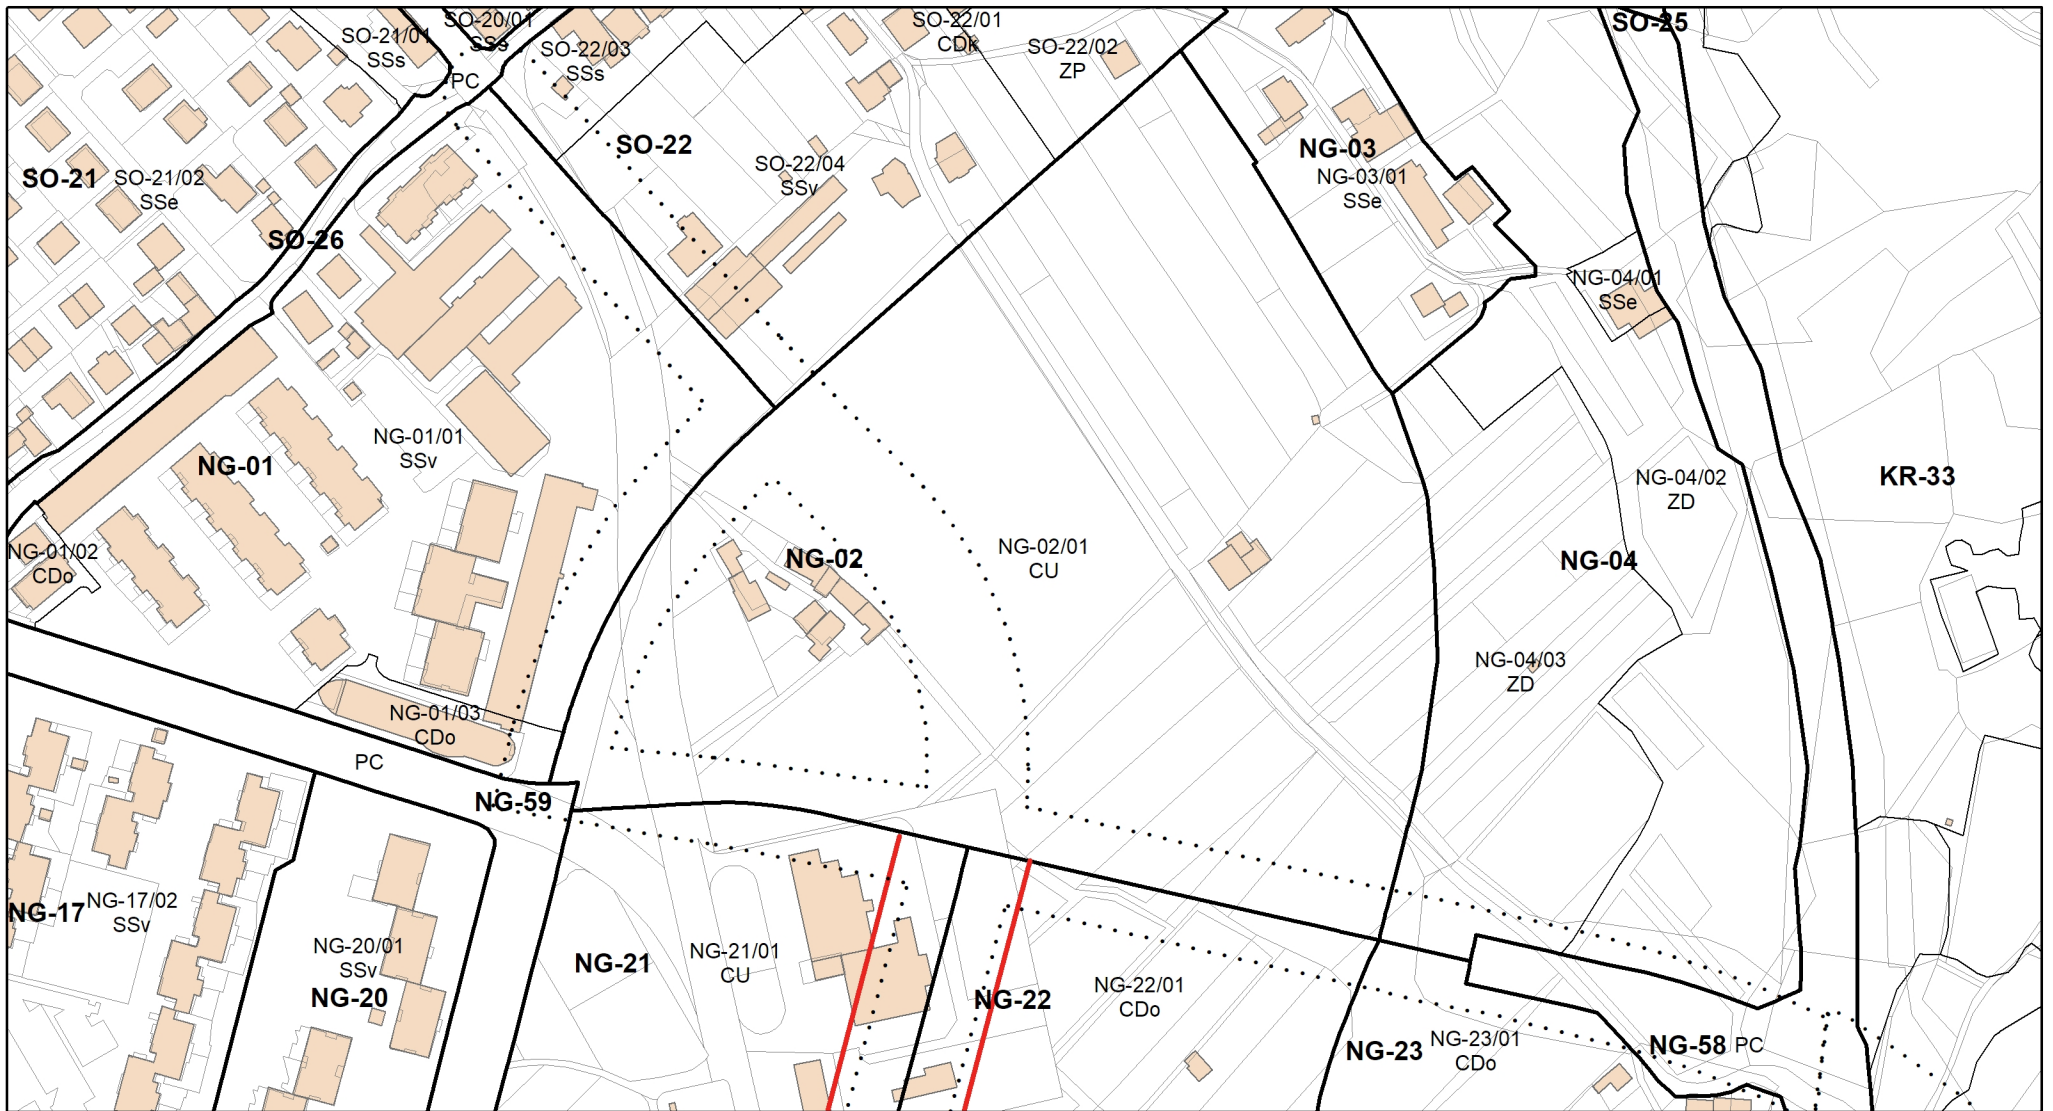 SO-20/01
SSs
SO-21/01
SSs
SO-22/03
SSs
SO-22/01
CDk
SO-22/02
ZP
SO-25
PC
SO-22
SO-22/04
SSv
NG-03
NG-03/01
SSe
SO-21
SO-21/02
SSe
SO-26
NG-04/01
SSe
NG-01/01
SSv
NG-01
NG-04/02
ZD
KR-33
NG-01/02
CDo
NG-02
NG-02/01
CU
NG-04
NG-04/03
ZD
NG-01/03
CDo
PC
NG-59
NG-17
NG-17/02
SSv
NG-20/01
SSv
NG-20
NG-21
NG-21/01
CU
NG-22
NG-22/01
CDo
NG-23
NG-23/01
CDo
NG-58
PC